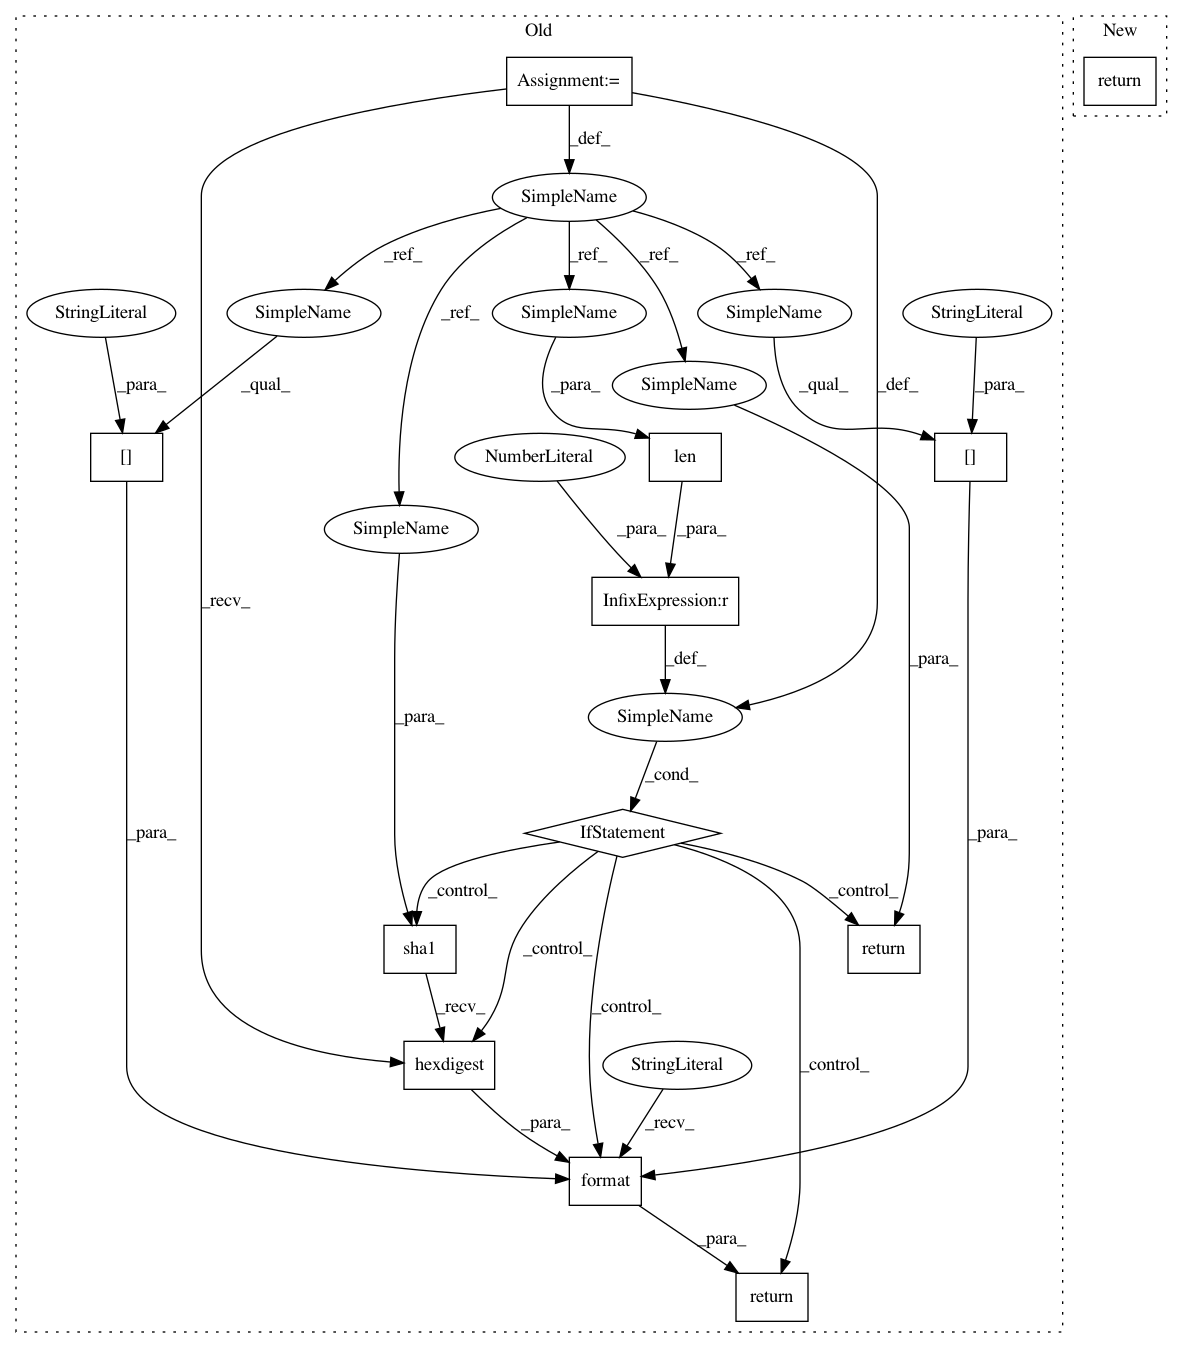 Old
New
Assignment:=
return
_def_
SimpleName
_ref_
_ref_
_ref_
_ref_
_ref_
StringLiteral
SimpleName
SimpleName
SimpleName
StringLiteral
SimpleName
_para_
_qual_
_para_
_qual_
_def_
_para_
[]
NumberLiteral
len
[]
SimpleName
_para_
_para_
_recv_
InfixExpression:r
_def_
_para_
_para_
SimpleName
_cond_
_para_
IfStatement
_para_
_control_
_control_
sha1
_control_
return
_recv_
_control_
hexdigest
StringLiteral
_control_
_para_
_recv_
format
_para_
return